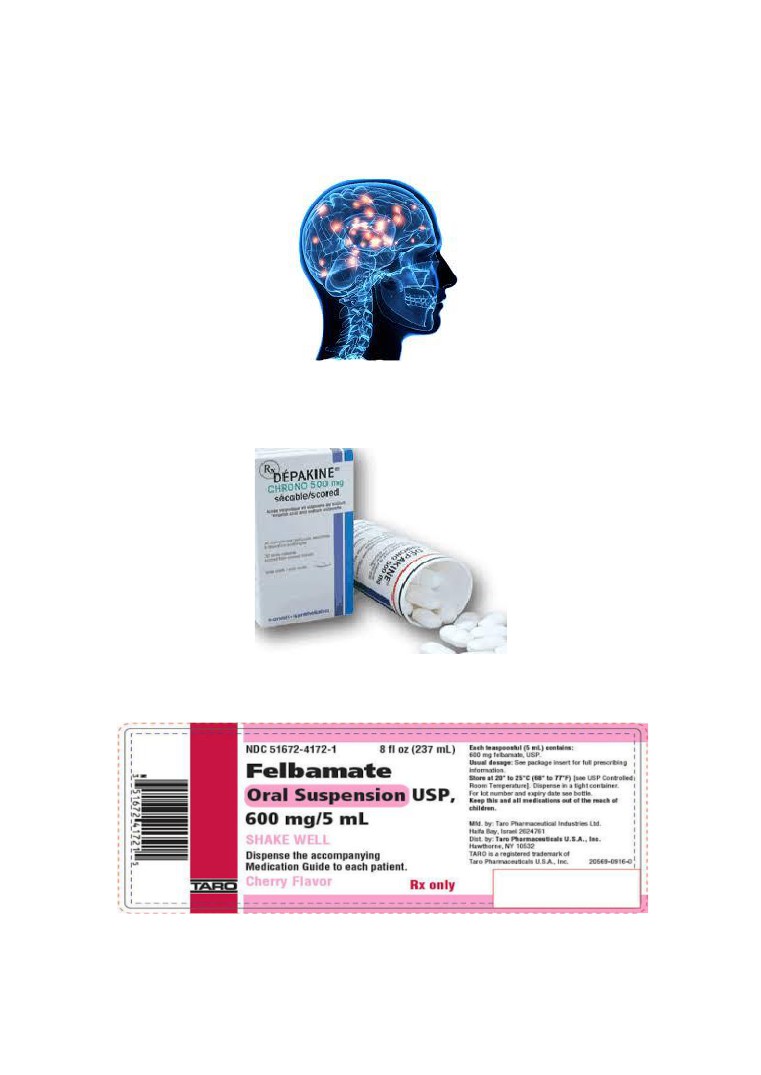 Rx
DÉPAKINE
CHRONO 500 mg
sécable/scored
DÉPAKINE
CHRONO
500 mg
NDC 51672-4172-1 8 fl oz (237 mL)
Felbamate
Oral Suspension USP,
600 mg/5 mL
SHAKE WELL
Dispense the accompanying
Medication Guide to each patient.
Cherry Flavor Rx only
TARO
Each teaspoonful (5 mL) contains:
600 mg felbamate, USP.
Usual dosage: See package insert for full prescribing
information.
Store at 20° to 25°C (68° to 77°F) [see USP Controlled
Room Temperature]. Dispense in a tight container.
For lot number and expiry date see bottle.
Keep this and all medications out of the reach of
children.
Mfd. by: Taro Pharmaceutical Industries Ltd.
Haifa Bay, Israel 2624761
Dist. by: Taro Pharmaceuticals U.S.A., Inc.
Hawthorne, NY 10532
TARO is a registered trademark of
Taro Pharmaceuticals U.S.A., Inc. 20569-0916-0